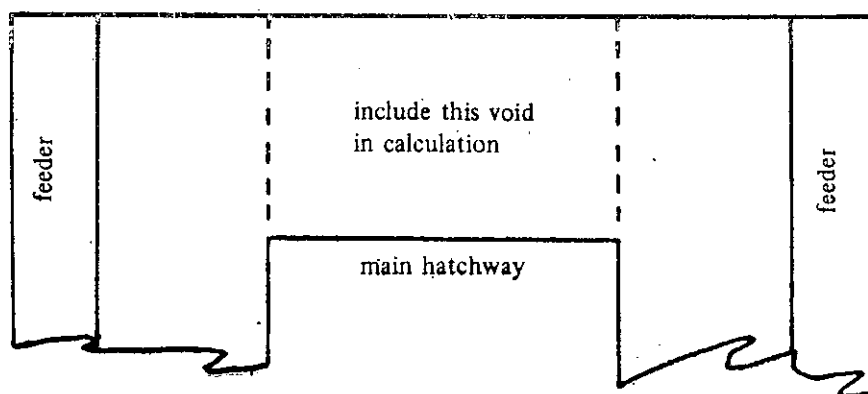 include this void
in calculation
feeder
feeder
main hatchway